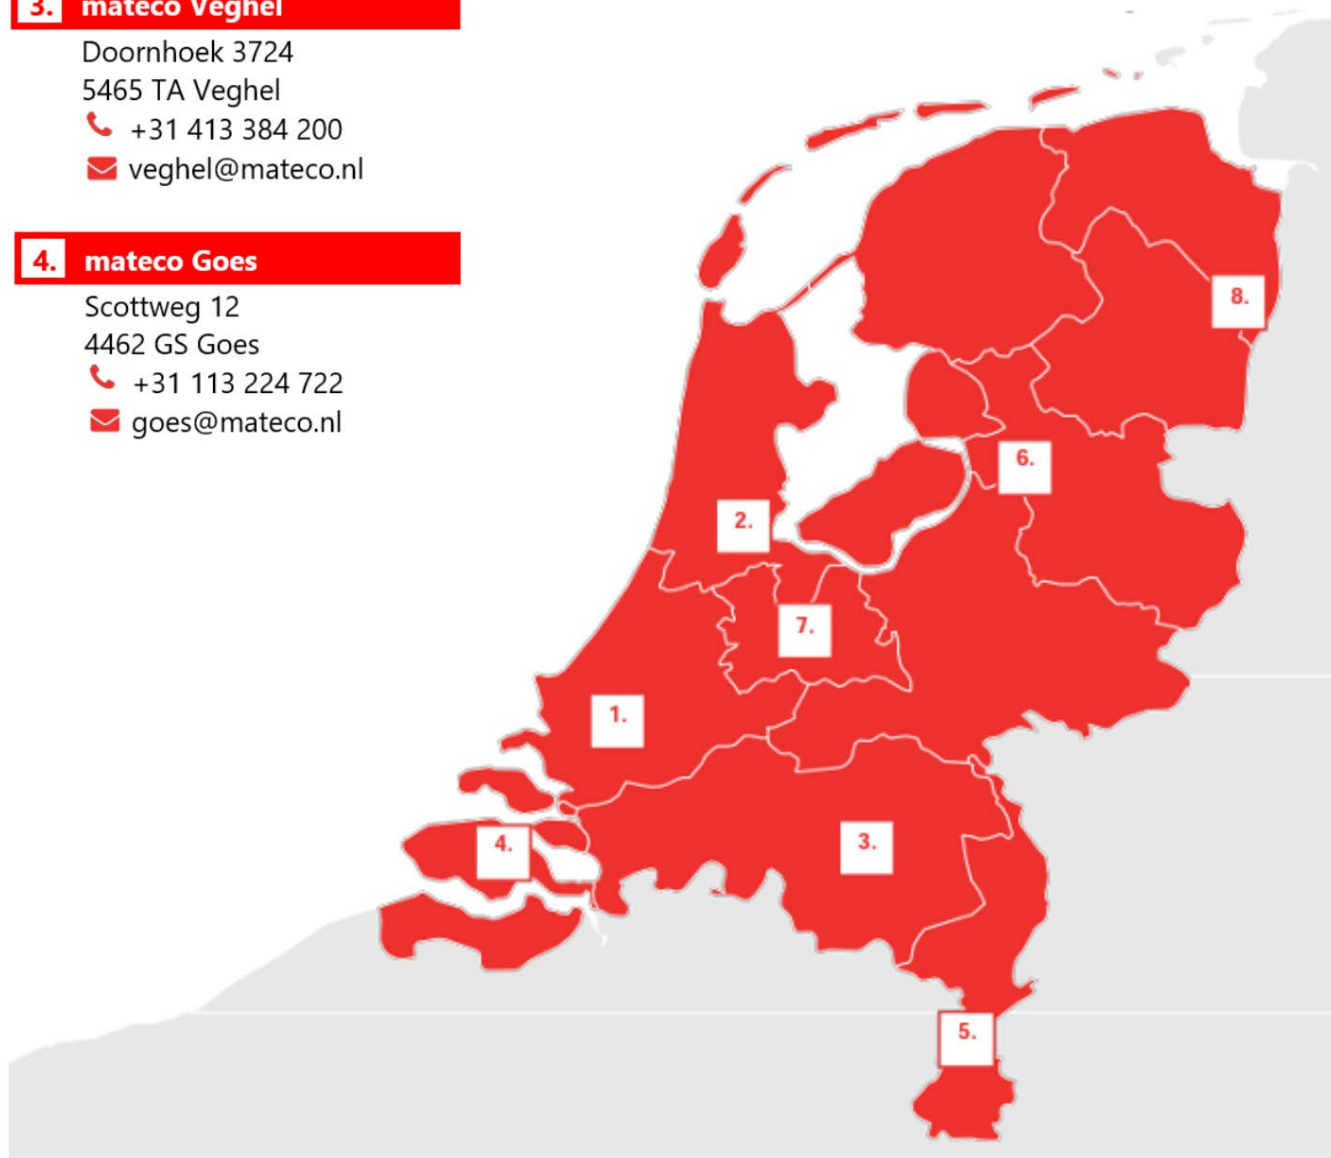 3. mateco Veghel
Doornhoek 3724
5465 TA Veghel
+31 413 384 200
veghel@mateco.nl
4. mateco Goes
Scottweg 12
4462 GS Goes
+31 113 224 722
goes@mateco.nl
8.
6.
2.
7.
1.
4.
3.
5.